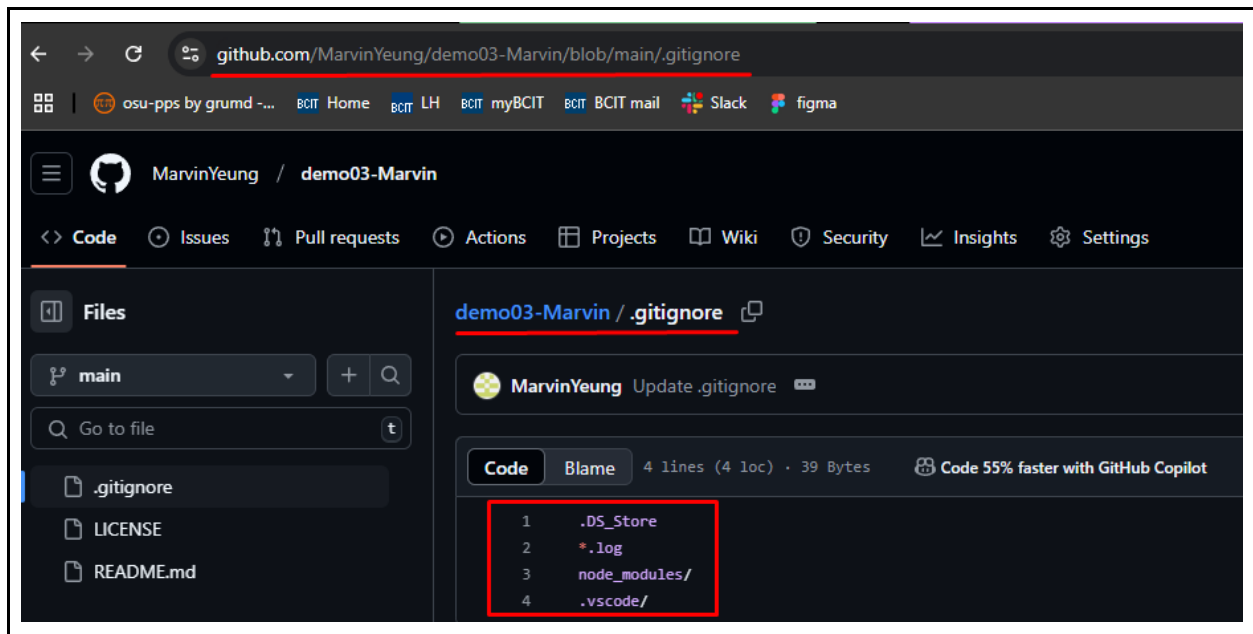 github.com/MarvinYeung/demo03-Marvin/blob/main/.gitignore
osu-pps by grumd -... BCIT Home BCIT LH BCIT myBCIT BCIT BCIT mail Slack figma
MarvinYeung / demo03-Marvin
<> Code Issues Pull requests Actions Projects Wiki Security Insights Settings
Files
demo03-Marvin / .gitignore
main
MarvinYeung Update .gitignore
Go to file t
Code Blame 4 lines (4 loc) · 39 Bytes Code 55% faster with GitHub Copilot
.gitignore
LICENSE
README.md
1 .DS_Store
2 *.log
3 node_modules/
4 .vscode/